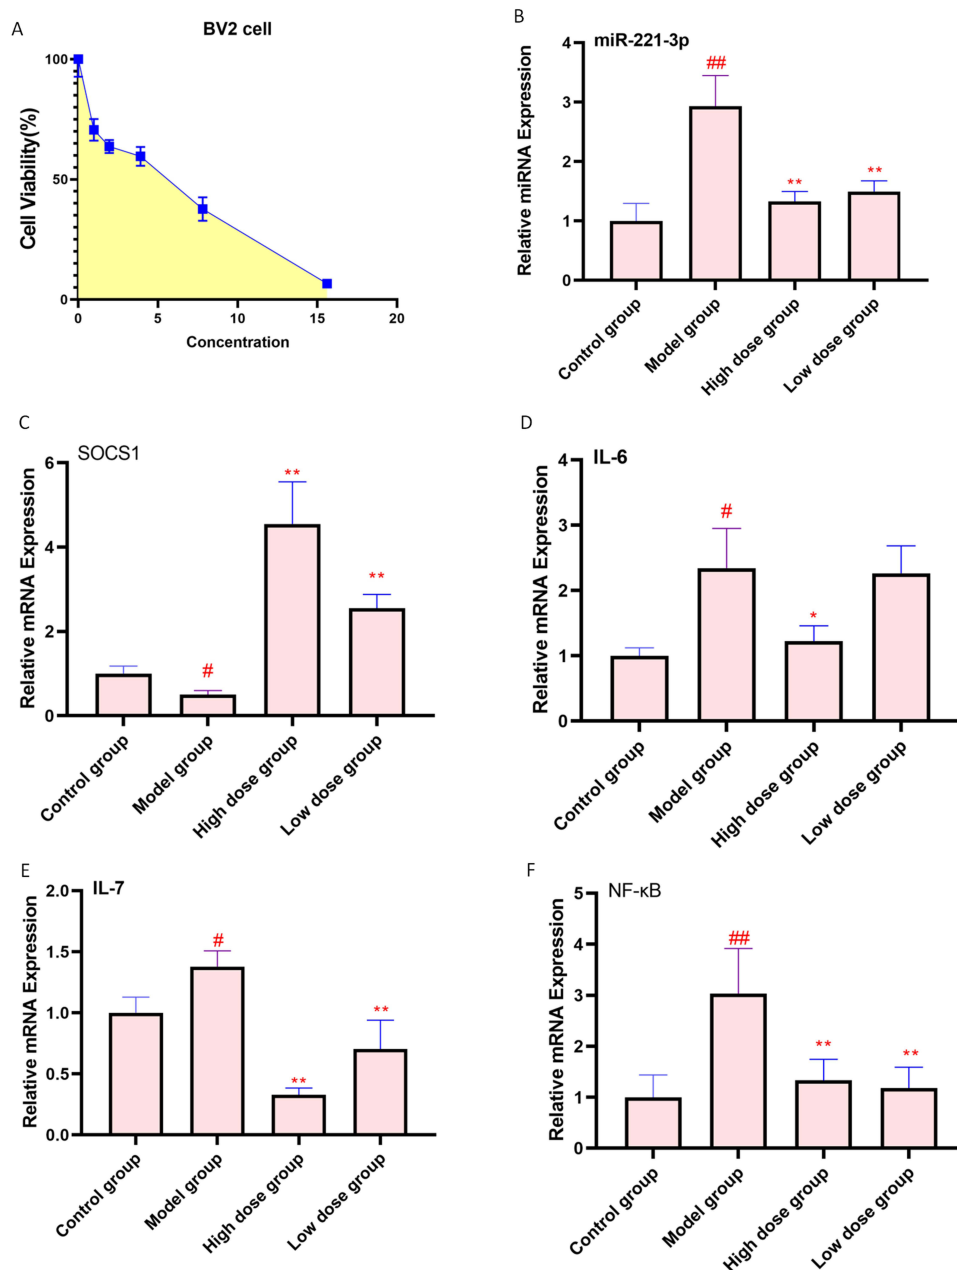 A
BV2 cell
Cell Viability(%)
100
50
0
0 5 10 15 20
Concentration
B
miR-221-3p
Relative miRNA Expression
4
3
2
1
0
##
**
**
Control group
Model group
High dose group
Low dose group
C
SOCS1
Relative mRNA Expression
6
4
2
0
#
**
**
Control group
Model group
High dose group
Low dose group
D
IL-6
Relative mRNA Expression
4
3
2
1
0
#
*
Control group
Model group
High dose group
Low dose group
E
IL-7
Relative mRNA Expression
2.0
1.5
1.0
0.5
0.0
#
**
**
Control group
Model group
High dose group
Low dose group
F
NF-κB
Relative mRNA Expression
5
4
3
2
1
0
##
**
**
Control group
Model group
High dose group
Low dose group